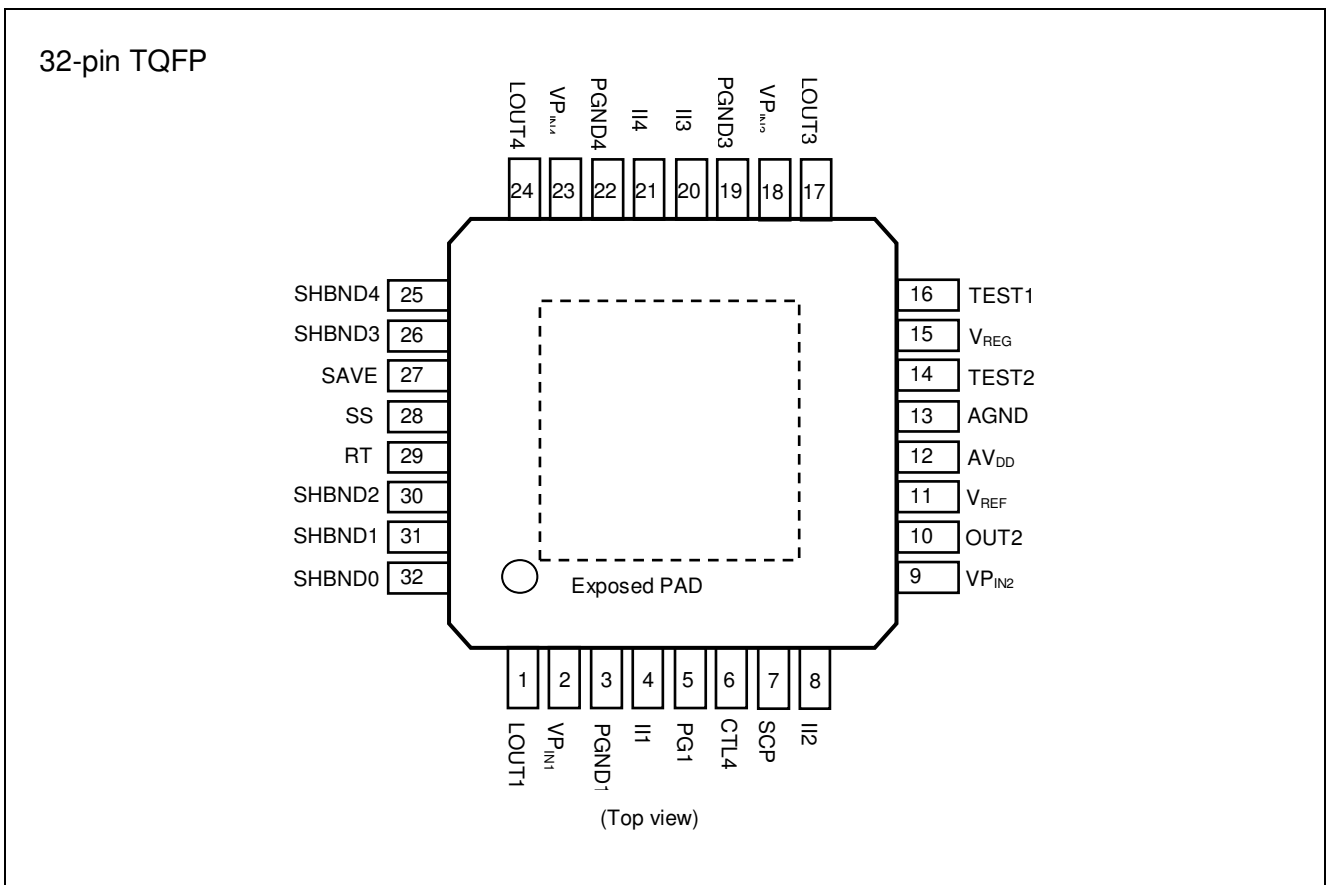 32-pin TQFP
LOUT4
VPIN4
PGND4
II4
II3
PGND3
VPIN3
LOUT3
24
23
22
21
20
19
18
17
SHBND4 25
SHBND3 26
SAVE 27
SS 28
RT 29
SHBND2 30
SHBND1 31
SHBND0 32
16 TEST1
15 VREG
14 TEST2
13 AGND
12 AVDD
11 VREF
10 OUT2
9 VPIN2
Exposed PAD
1
2
3
4
5
6
7
8
LOUT1
VPIN1
PGND1
II1
PG1
CTL4
SCP
II2
(Top view)